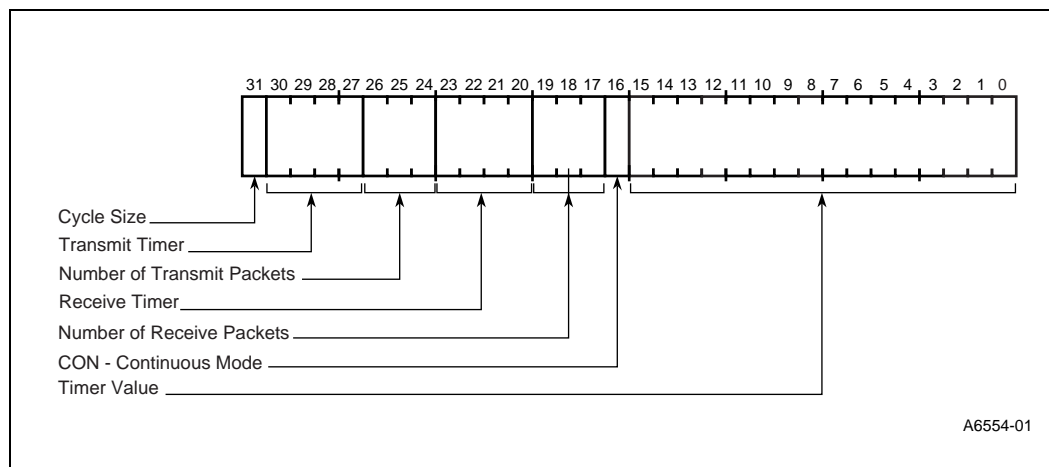 31 30 29 28 27 26 25 24 23 22 21 20 19 18 17 16 15 14 13 12 11 10 9 8 7 6 5 4 3 2 1 0
Cycle Size
Transmit Timer
Number of Transmit Packets
Receive Timer
Number of Receive Packets
CON - Continuous Mode
Timer Value
A6554-01